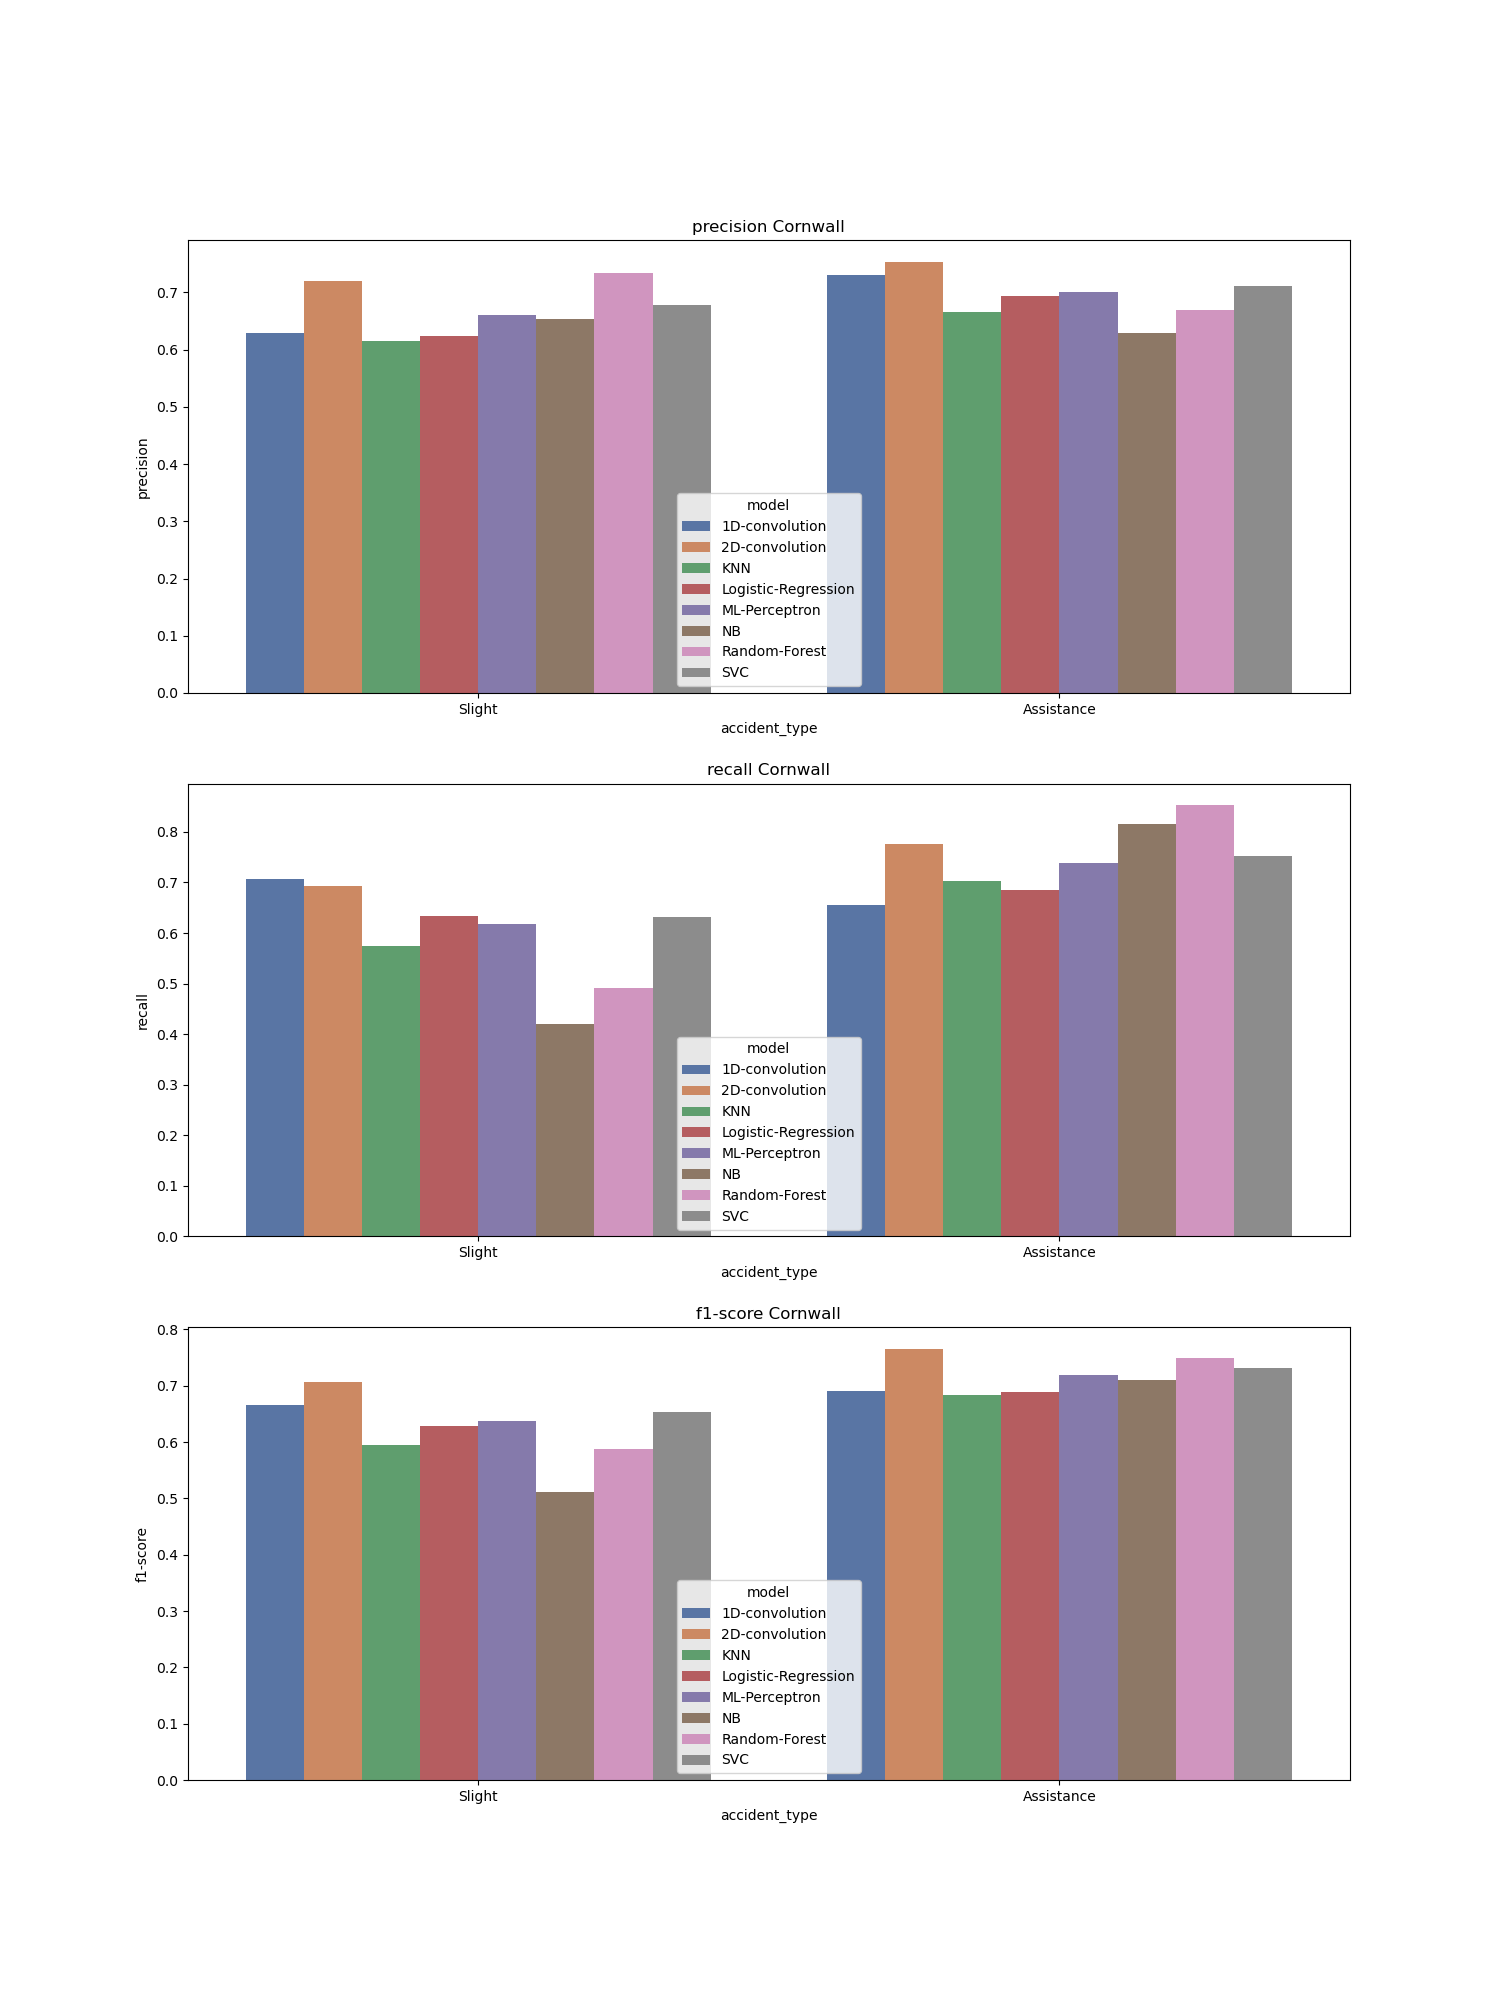 precision Cornwall
0.7
0.6
0.5
0.4
0.3
0.2
0.1
0.0
precision
model
1D-convolution
2D-convolution
KNN
Logistic-Regression
ML-Perceptron
NB
Random-Forest
SVC
Slight
Assistance
accident_type
recall Cornwall
0.8
0.7
0.6
0.5
0.4
0.3
0.2
0.1
0.0
recall
model
1D-convolution
2D-convolution
KNN
Logistic-Regression
ML-Perceptron
NB
Random-Forest
SVC
Slight
Assistance
accident_type
f1-score Cornwall
0.8
0.7
0.6
0.5
0.4
0.3
0.2
0.1
0.0
f1-score
model
1D-convolution
2D-convolution
KNN
Logistic-Regression
ML-Perceptron
NB
Random-Forest
SVC
Slight
Assistance
accident_type